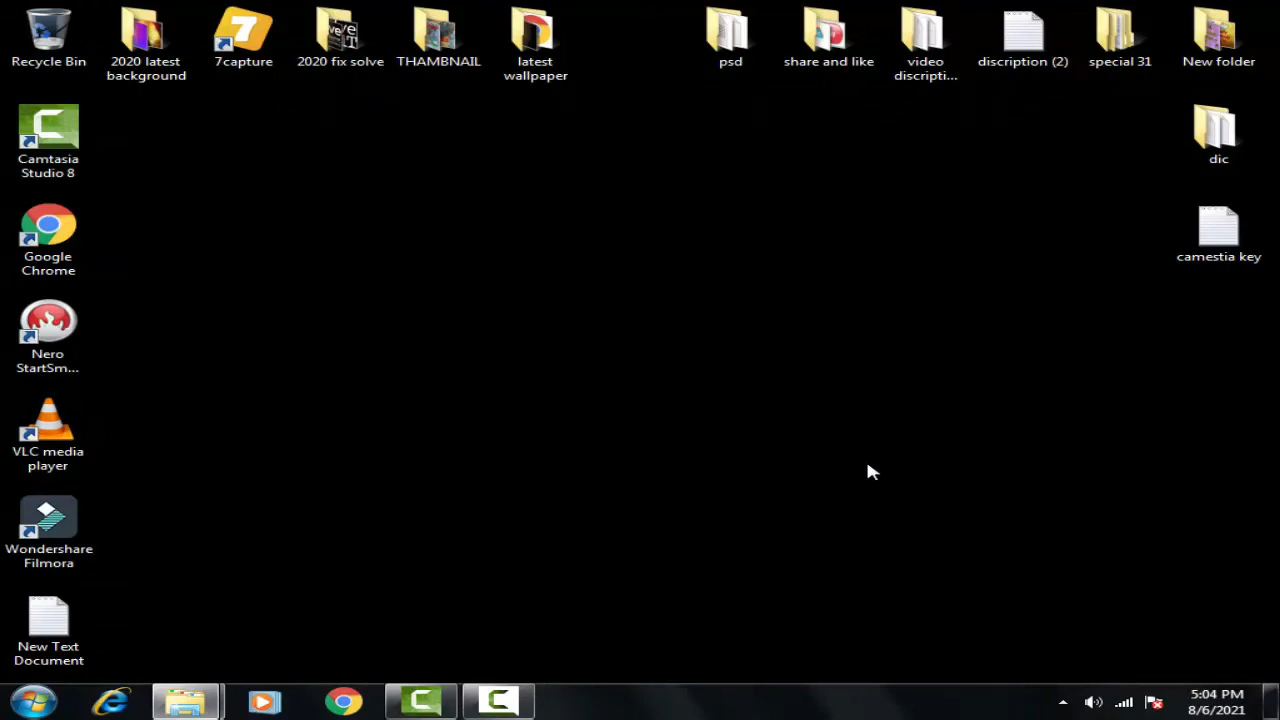 Recycle Bin
2020 latest
background
7capture
2020 fix solve
THAMBNAIL
latest
wallpaper
psd
share and like
video
discripti...
discription (2)
special 31
New folder
Camtasia
Studio 8
dic
Google
Chrome
camestia key
Nero
StartSm...
VLC media
player
Wondershare
Filmora
New Text
Document
5:04 PM
8/6/2021